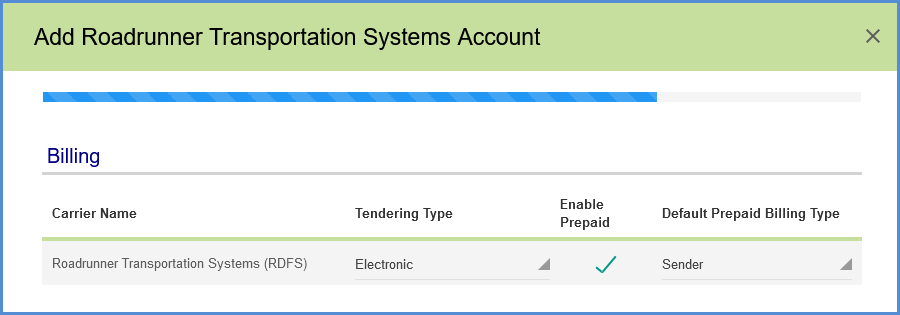 Add Roadrunner Transportation Systems Account
Billing
Carrier Name
Tendering Type
Enable
Prepaid
Default Prepaid Billing Type
Roadrunner Transportation Systems (RDFS)
Electronic
Sender